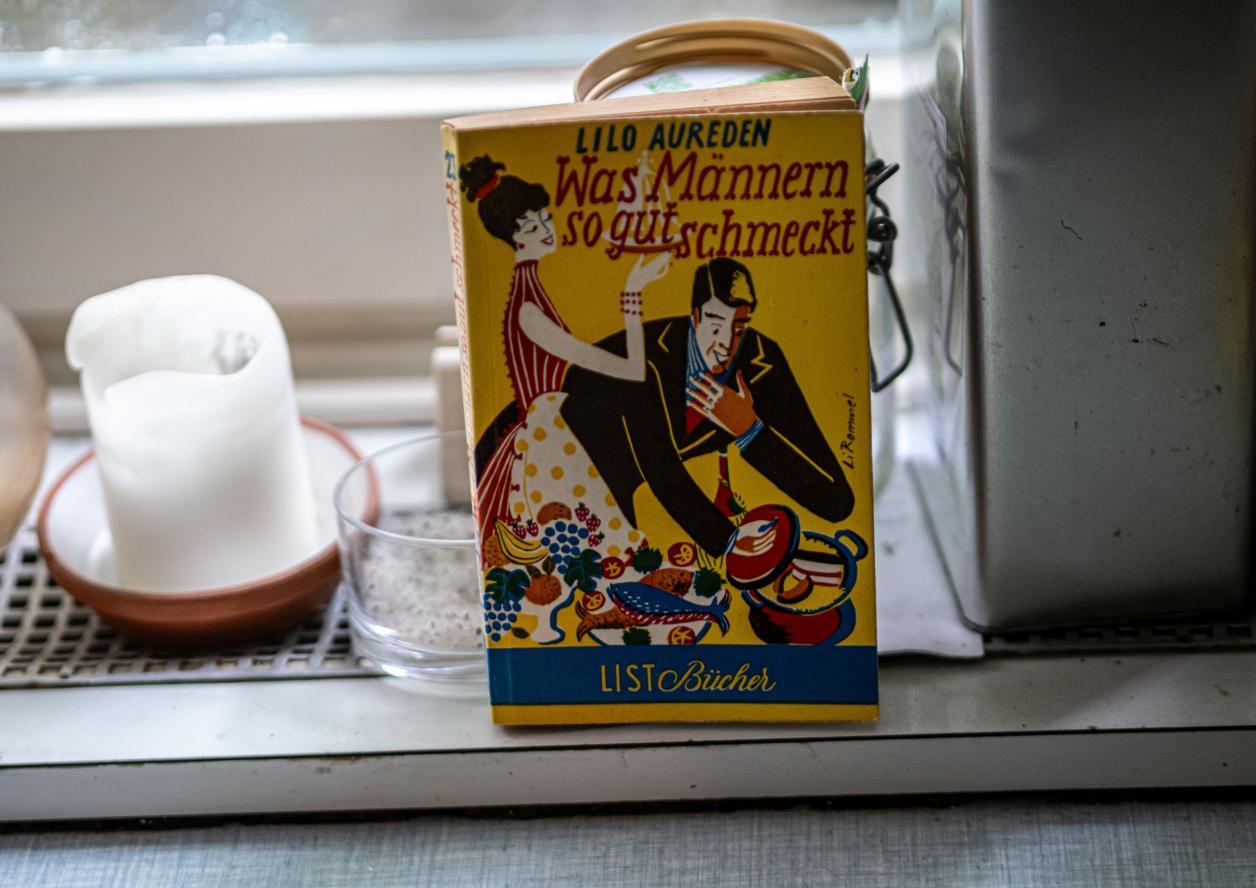 LILO AUREDEN
Was Männern
so gut schmeckt
Li Rommel
LIST Bücher